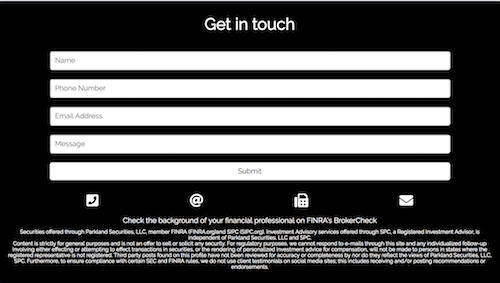 Get in touch
Name
Phone Number
Email Address
Message
Submit
Check the background of your financial professional on FINRA's BrokerCheck
Securities offered through Parkland Securities, LLC, member FINRA (FINRA.org)and SIPC (SIPC.org). Investment Advisory services offered through SPC, a Registered Investment Advisor, is
independent of Parkland Securities, LLC and SPC.
Content is strictly for general purposes and is not an offer to sell or solicit any security. For regulatory purposes, we cannot respond to e-mails through this site and any individualized follow-up
involving either effecting or attempting to effect transactions in securities, or the rendering of personalized investment advice for compensation, will not be made to persons in states where the
registered representative is not registered. Third party posts found on this profile have not been reviewed for accuracy or completeness by nor do they reflect the views of Parkland Securities, LLC,
SPC. Furthermore, to ensure compliance with certain SEC and FINRA rules, we do not use client testimonials on social media sites; this includes receiving and/or posting recommendations or
endorsements.